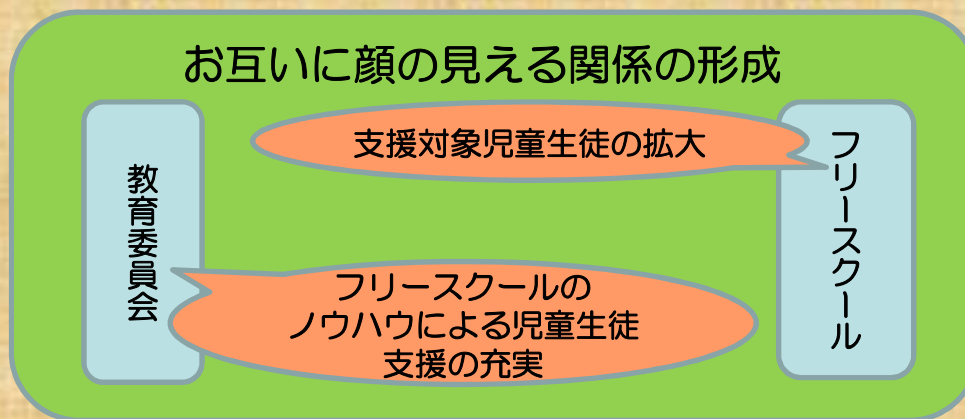 お互いに顔の見える関係の形成
教育委員会
支援対象児童生徒の拡大
フリースクールの
ノウハウによる児童生徒
支援の充実
フリースクール